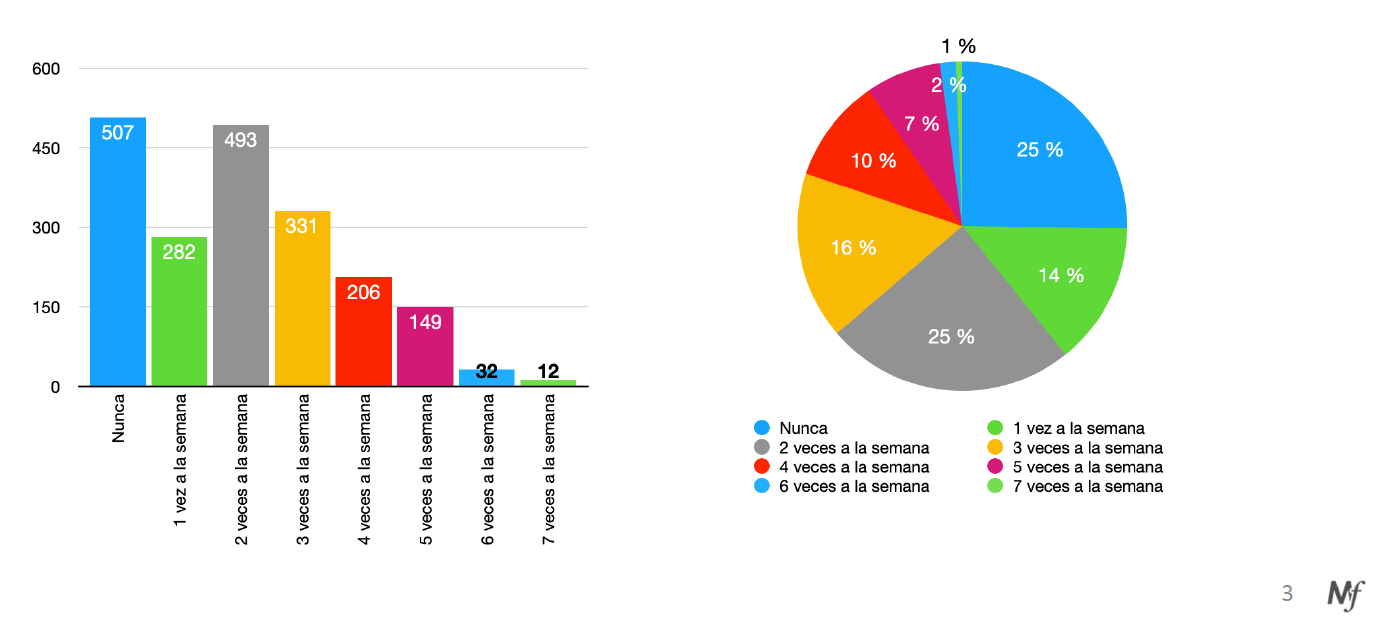 600
450
300
150
0
507
282
493
331
206
149
32
12
Nunca
1 vez a la semana
2 veces a la semana
3 veces a la semana
4 veces a la semana
5 veces a la semana
6 veces a la semana
7 veces a la semana
1 %
2 %
7 %
10 %
16 %
25 %
14 %
25 %
Nunca
1 vez a la semana
2 veces a la semana
3 veces a la semana
4 veces a la semana
5 veces a la semana
6 veces a la semana
7 veces a la semana
3
Mf